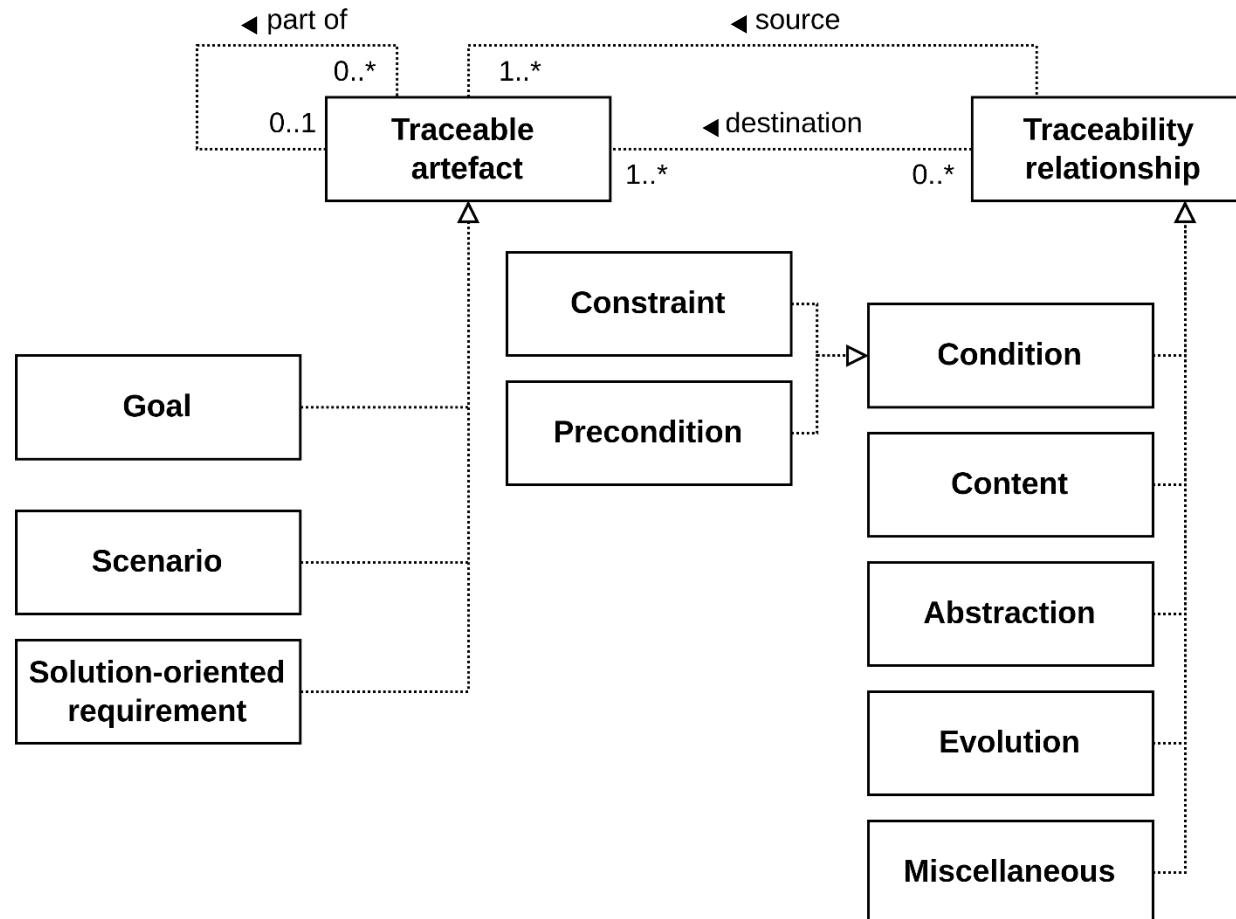 ◄ part of
◄ source
0..*
1..*
0..1
Traceable
artefact
◄ destination
1..*
0..*
Traceability
relationship
Constraint
Precondition
Condition
Content
Abstraction
Evolution
Miscellaneous
Goal
Scenario
Solution-oriented
requirement